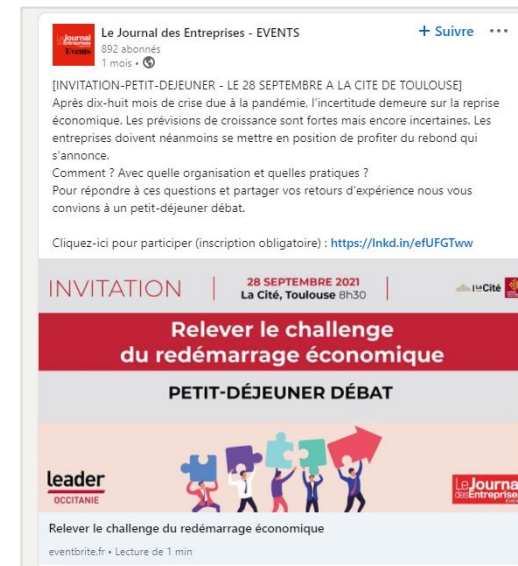 Le Journal des Entreprises - EVENTS
+ Suivre
892 abonnés
1 mois
[INVITATION-PETIT-DEJEUNER - LE 28 SEPTEMBRE A LA CITE DE TOULOUSE]
Après dix-huit mois de crise due à la pandémie, l'incertitude demeure sur la reprise
économique. Les prévisions de croissance sont fortes mais encore incertaines. Les
entreprises doivent néanmoins se mettre en position de profiter du rebond qui
s'annonce.
Comment ? Avec quelle organisation et quelles pratiques ?
Pour répondre à ces questions et partager vos retours d'expérience nous vous
convions à un petit-déjeuner débat.
Cliquez-ici pour participer (inscription obligatoire) : https://lnkd.in/efUFGTww
INVITATION
28 SEPTEMBRE 2021
La Cité, Toulouse 8h30
la Cité
Relever le challenge
du redémarrage économique
PETIT-DÉJEUNER DÉBAT
leader
OCCITANIE
Le Journal
des Entreprises
Relever le challenge du redémarrage économique
eventbrite.fr • Lecture de 1 min